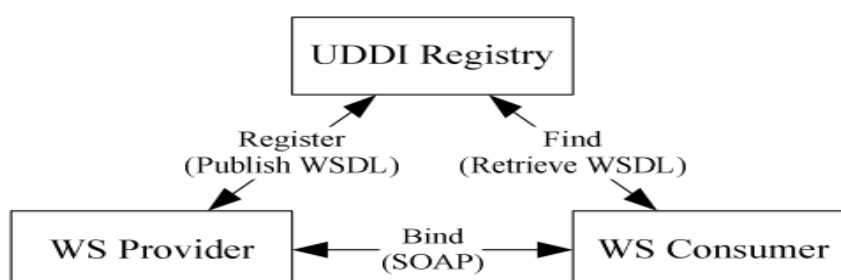 UDDI Registry
Register
(Publish WSDL)
Find
(Retrieve WSDL)
WS Provider
Bind
(SOAP)
WS Consumer